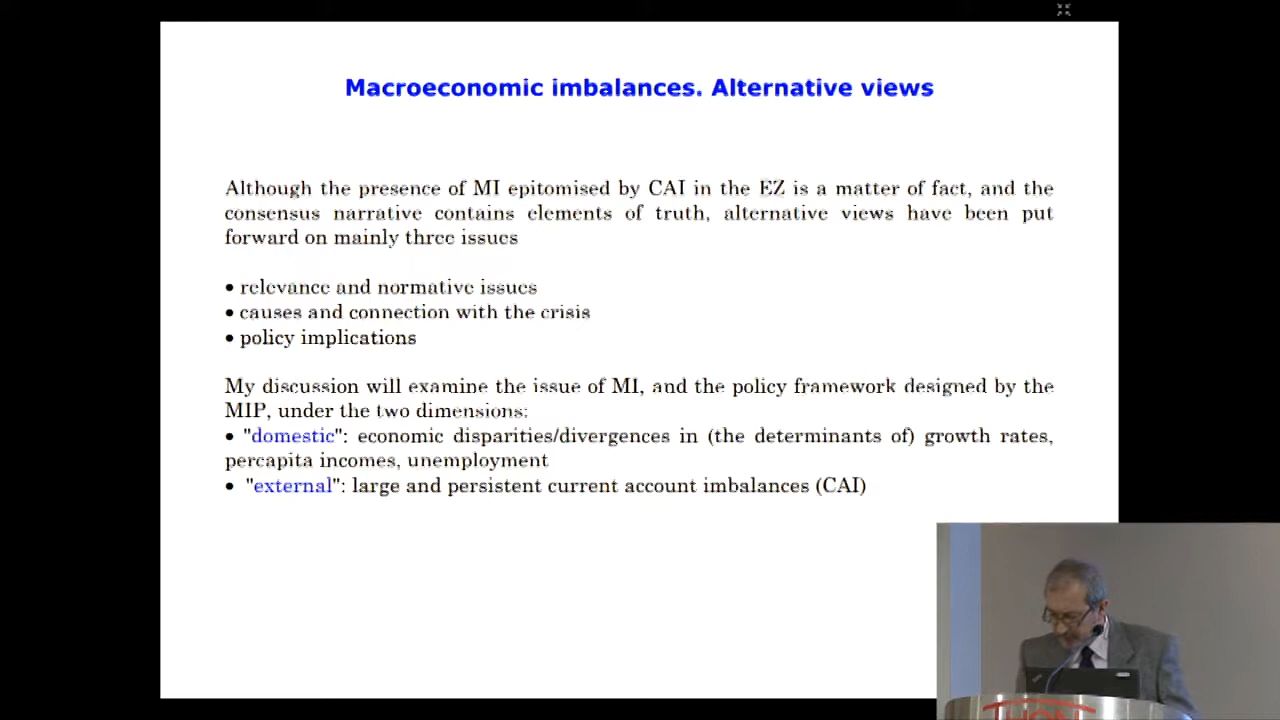 Macroeconomic imbalances. Alternative views
Although the presence of MI epitomised by CAI in the EZ is a matter of fact, and the
consensus narrative contains elements of truth, alternative views have been put
forward on mainly three issues
• relevance and normative issues
• causes and connection with the crisis
• policy implications
My discussion will examine the issue of MI, and the policy framework designed by the
MIP, under the two dimensions:
• "domestic": economic disparities/divergences in (the determinants of) growth rates,
percapita incomes, unemployment
• "external": large and persistent current account imbalances (CAI)
THON